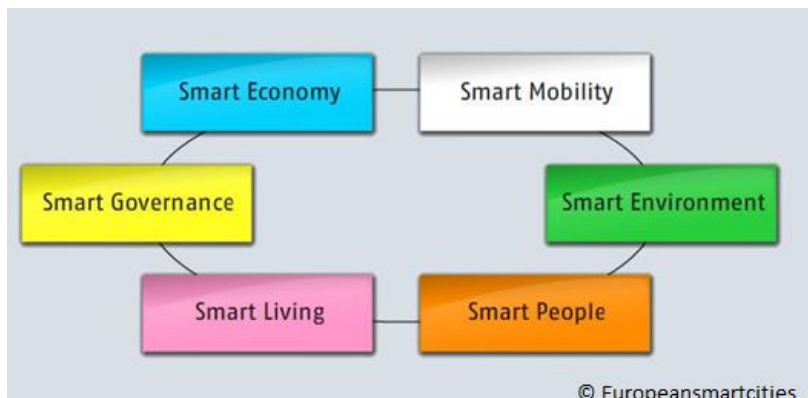 Smart Economy
Smart Mobility
Smart Governance
Smart Environment
Smart Living
Smart People
© Europeansmartcities